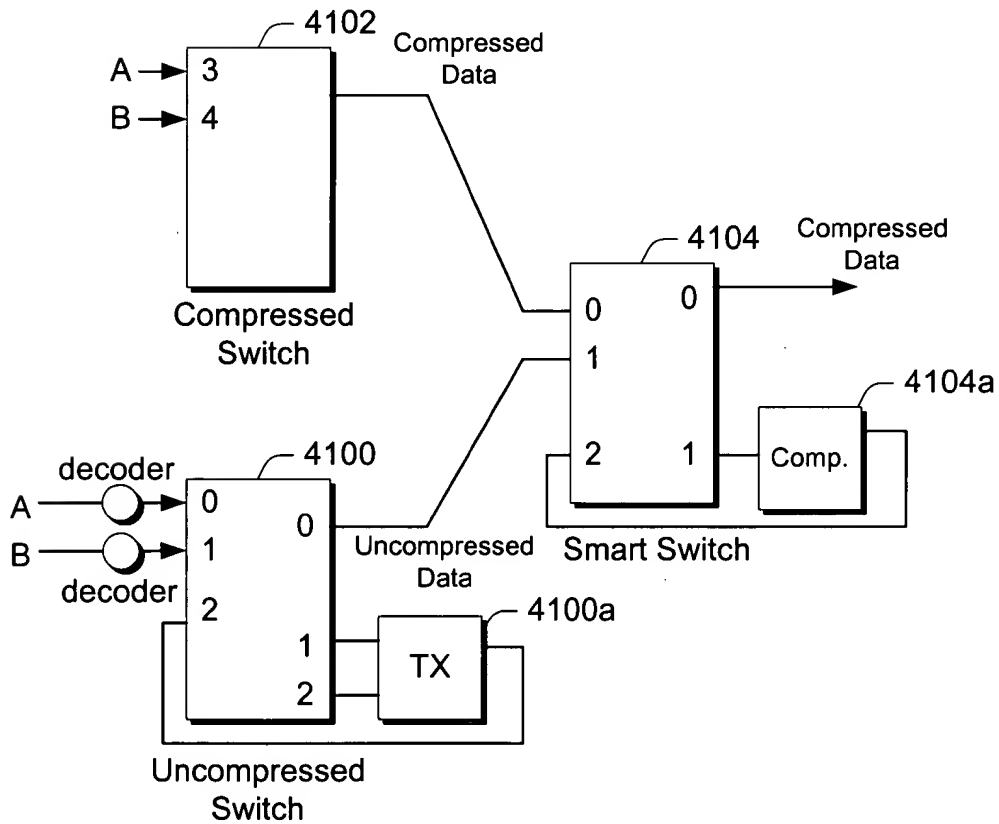 4102
Compressed
Data
A
3
B
4
Compressed
Switch
4104
Compressed
Data
0
0
1
2
1
Comp.
4104a
Smart Switch
decoder
4100
A
0
0
B
1
decoder
2
Uncompressed
Data
1
2
TX
4100a
Uncompressed
Switch